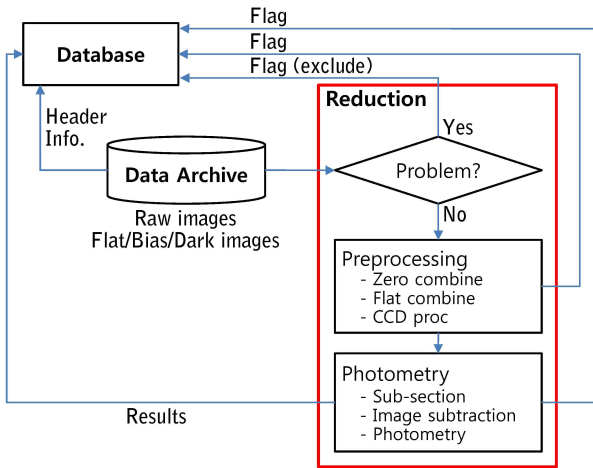 Flag
Flag
Flag (exclude)
Database
Reduction
Header
Info.
Yes
Problem?
Data Archive
No
Raw images
Flat/Bias/Dark images
Preprocessing
- Zero combine
- Flat combine
- CCD proc
Photometry
- Sub-section
- Image subtraction
- Photometry
Results